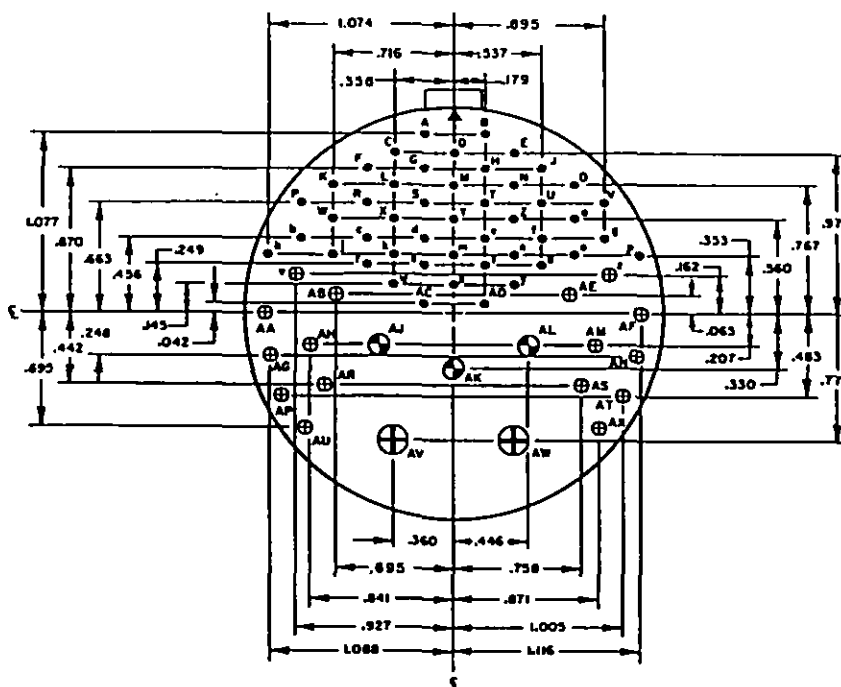 1.074 .895
.716 .537
.358 .179
A B
C D E
F G H J
K L M N O
P R S T U V
W X Y Z
b c d f g
h k m p
AB AC AD AE
AA AF
AJ AL AM
AG AK AH
AR AS
AP AT
AU AV AW AX
1.077
.870
.663
.456
.249
.145
.042
.248
.442
.695
.353
.162
.767
.560
.063
.207
.330
.483
.360 .446
.695 .758
.841 .871
.927 1.005
1.088 1.116